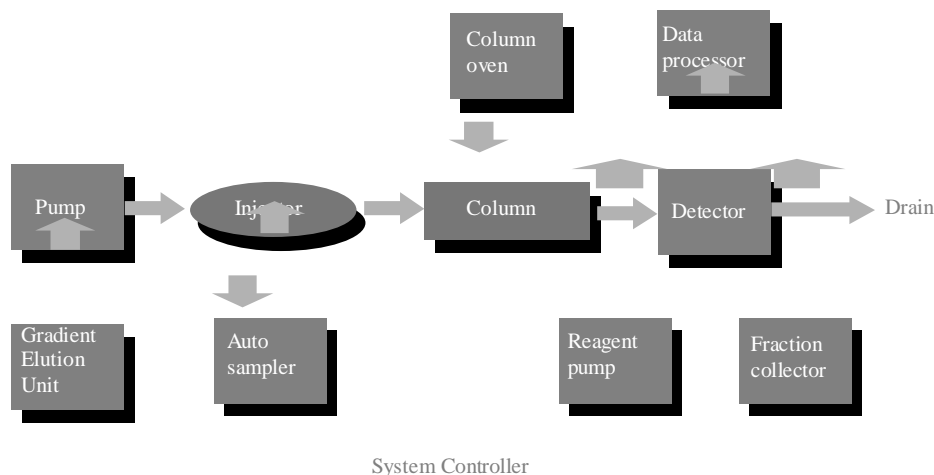 Column
oven
Data
processor
Pump
Injector
Column
Detector
Drain
Gradient
Elution
Unit
Auto
sampler
Reagent
pump
Fraction
collector
System Controller